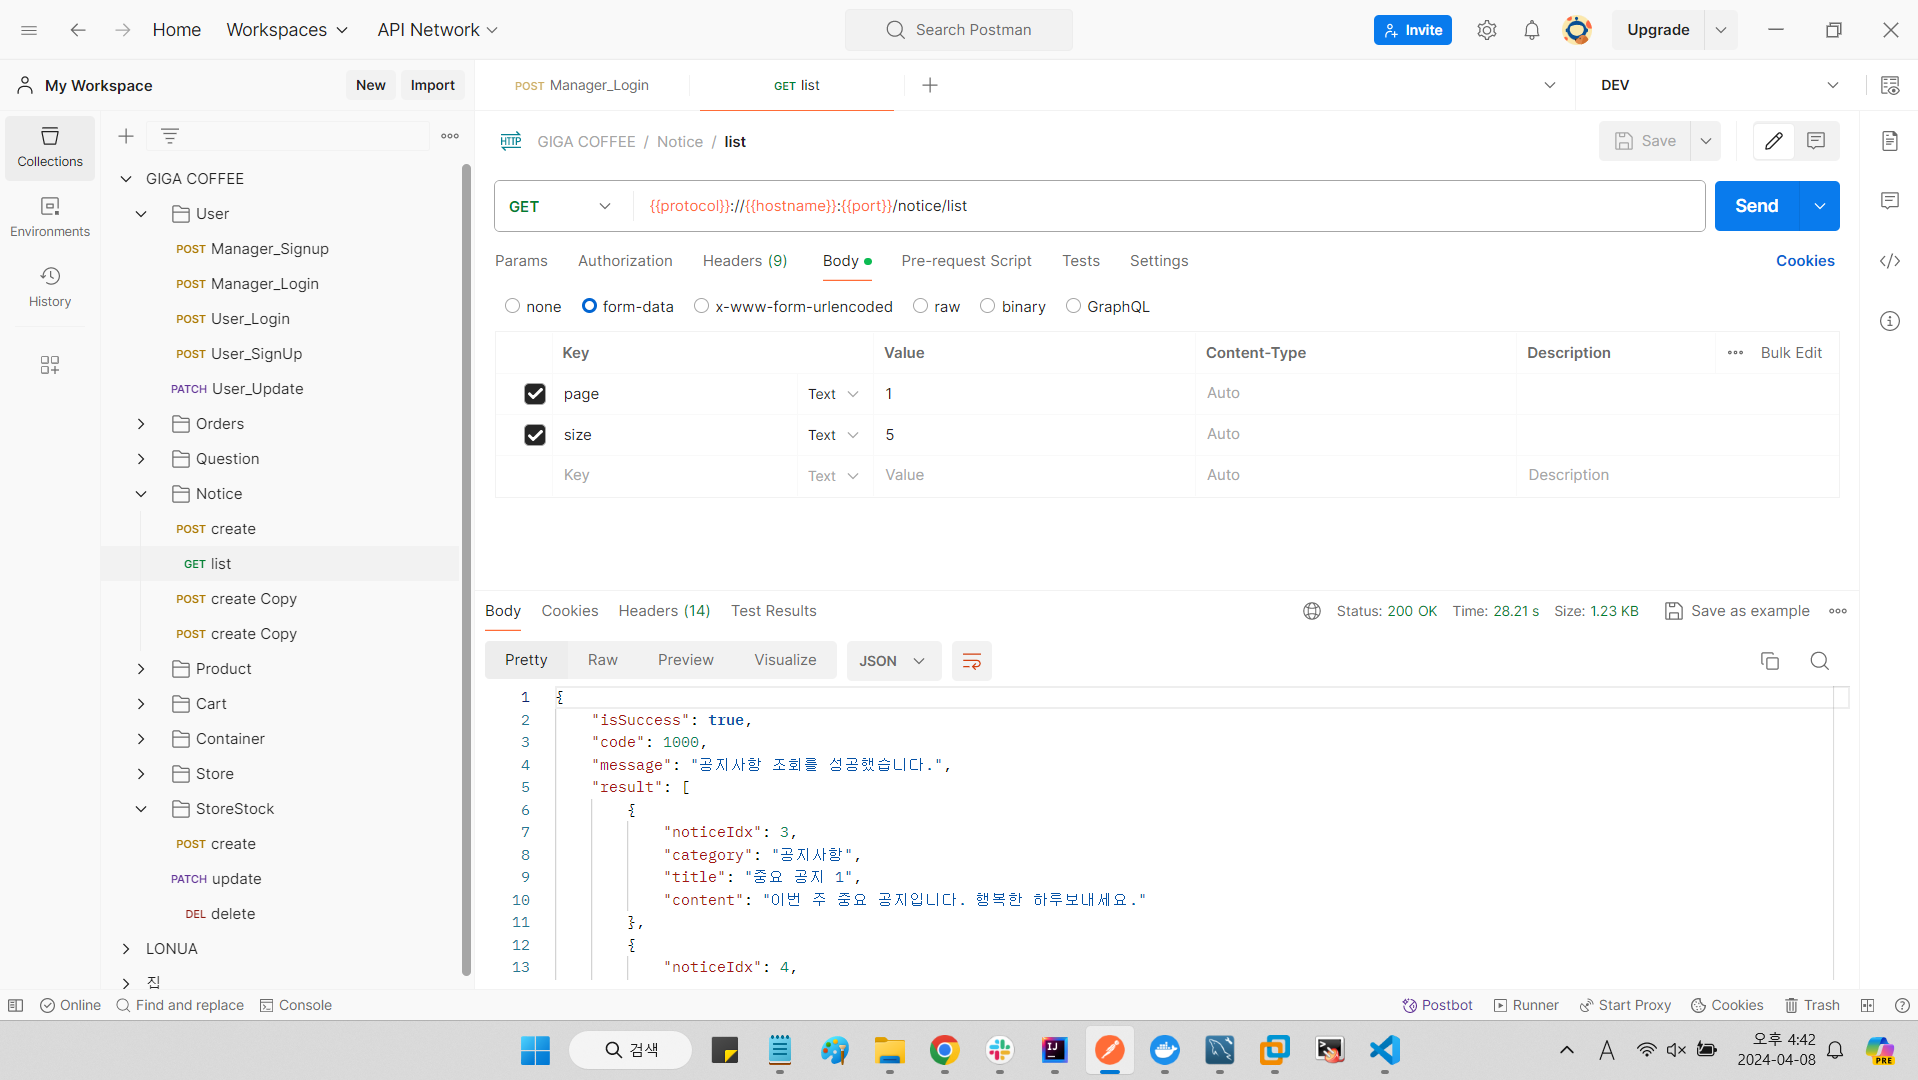 Home Workspaces API Network Search Postman Invite Upgrade
My Workspace New Import POST Manager_Login GET list DEV
Collections
Environments
History
GIGA COFFEE
User
POST Manager_Signup
POST Manager_Login
POST User_Login
POST User_SignUp
PATCH User_Update
Orders
Question
Notice
POST create
GET list
POST create Copy
POST create Copy
Product
Cart
Container
Store
StoreStock
POST create
PATCH update
DEL delete
LONUA
집
HTTP GIGA COFFEE / Notice / list Save
GET {{protocol}}://{{hostname}}:{{port}}/notice/list Send
Params Authorization Headers (9) Body Pre-request Script Tests Settings Cookies
none form-data x-www-form-urlencoded raw binary GraphQL
Key Value Content-Type Description Bulk Edit
page Text 1 Auto
size Text 5 Auto
Key Text Value Auto Description
Body Cookies Headers (14) Test Results Status: 200 OK Time: 28.21 s Size: 1.23 KB Save as example
Pretty Raw Preview Visualize JSON
1 {
2 "isSuccess": true,
3 "code": 1000,
4 "message": "공지사항 조회를 성공했습니다.",
5 "result": [
6 {
7 "noticeIdx": 3,
8 "category": "공지사항",
9 "title": "중요 공지 1",
10 "content": "이번 주 중요 공지입니다. 행복한 하루보내세요."
11 },
12 {
13 "noticeIdx": 4,
Online Find and replace Console Postbot Runner Start Proxy Cookies Trash
검색 IJ A 오후 4:42 PRE
2024-04-08